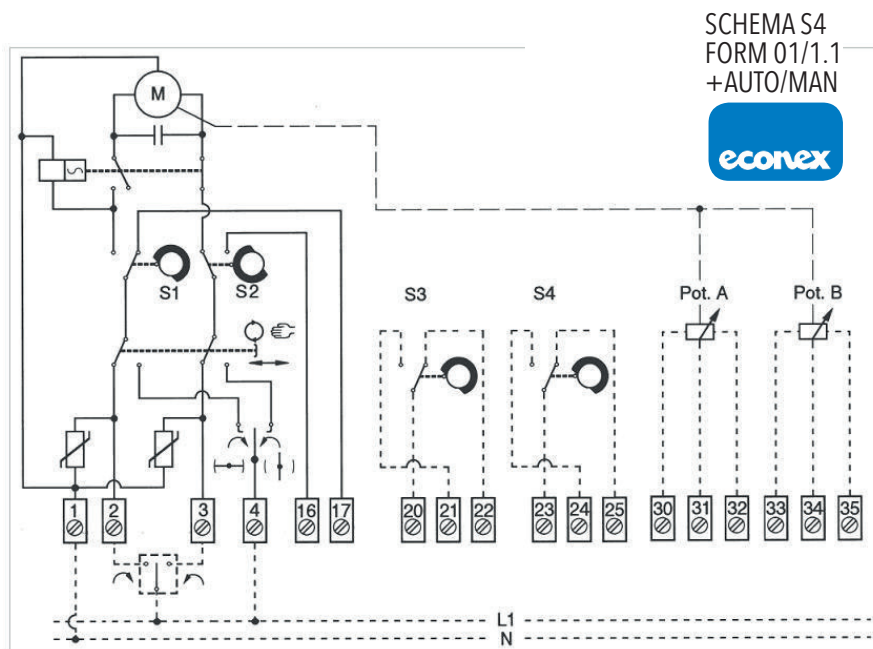 SCHEMA S4
FORM 01/1.1
+AUTO/MAN
econex
M
S1
S2
S3
S4
Pot. A
Pot. B
1
2
3
4
16
17
20
21
22
23
24
25
30
31
32
33
34
35
L1
N